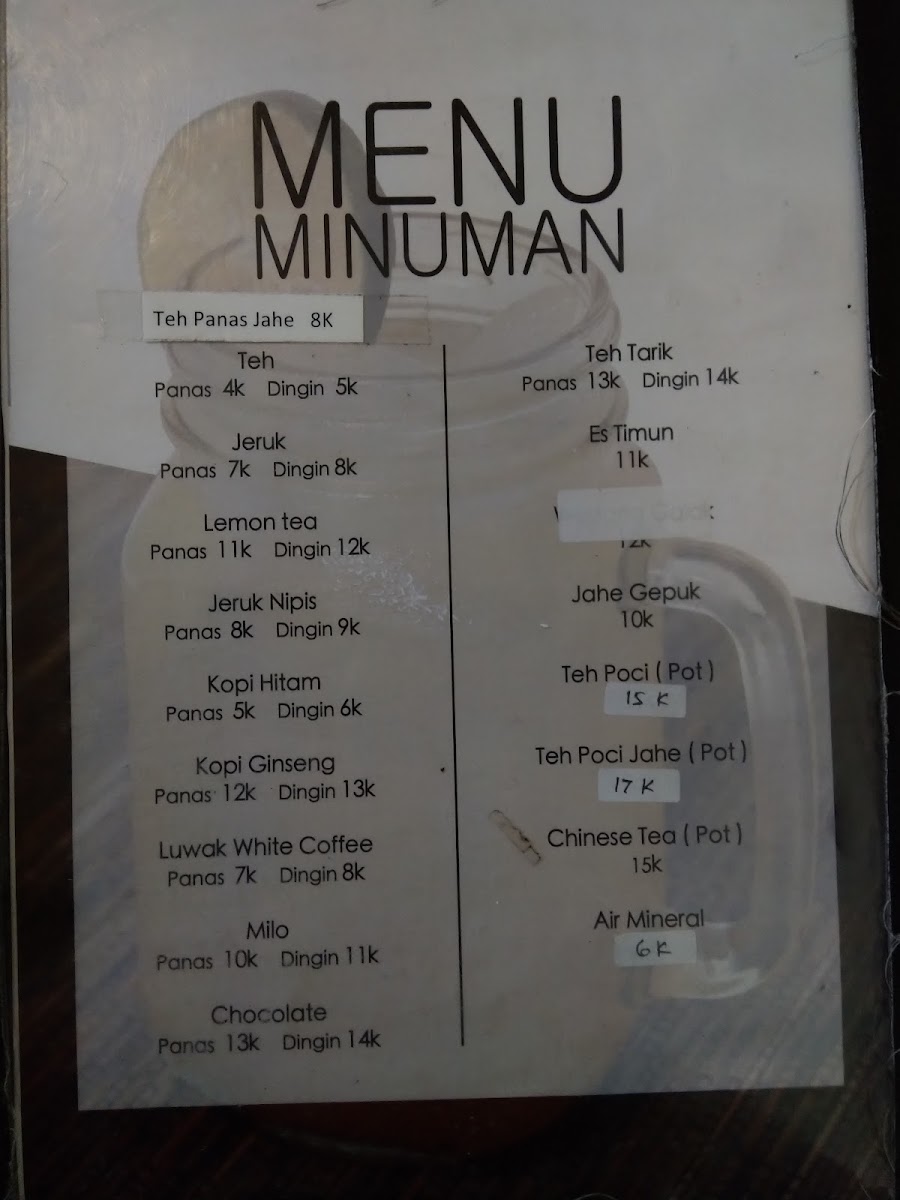 MENU
MINUMAN
Teh Panas Jahe 8K
Teh
Panas 4k Dingin 5k
Jeruk
Panas 7k Dingin 8k
Lemon tea
Panas 11k Dingin 12k
Jeruk Nipis
Panas 8k Dingin 9k
Kopi Hitam
Panas 5k Dingin 6k
Kopi Ginseng
Panas 12k Dingin 13k
Luwak White Coffee
Panas 7k Dingin 8k
Milo
Panas 10k Dingin 11k
Chocolate
Panas 13k Dingin 14k
Teh Tarik
Panas 13k Dingin 14k
Es Timun
11k
12k
Jahe Gepuk
10k
Teh Poci ( Pot )
15 K
Teh Poci Jahe ( Pot )
17 K
Chinese Tea ( Pot )
15k
Air Mineral
6 K